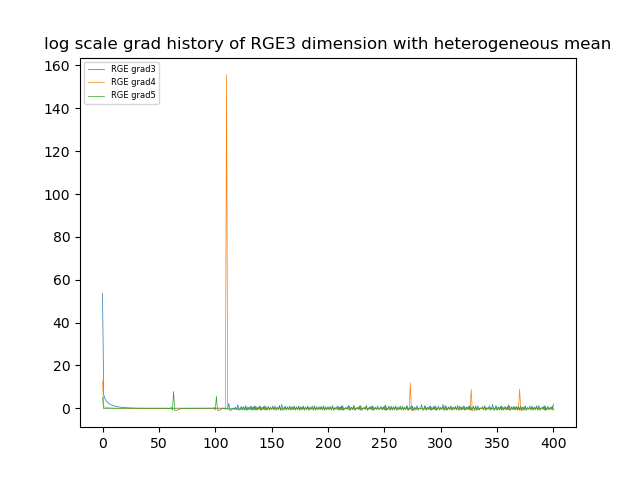 log scale grad history of RGE3 dimension with heterogeneous mean
RGE grad3
RGE grad4
RGE grad5
160
140
120
100
80
60
40
20
0
0 50 100 150 200 250 300 350 400